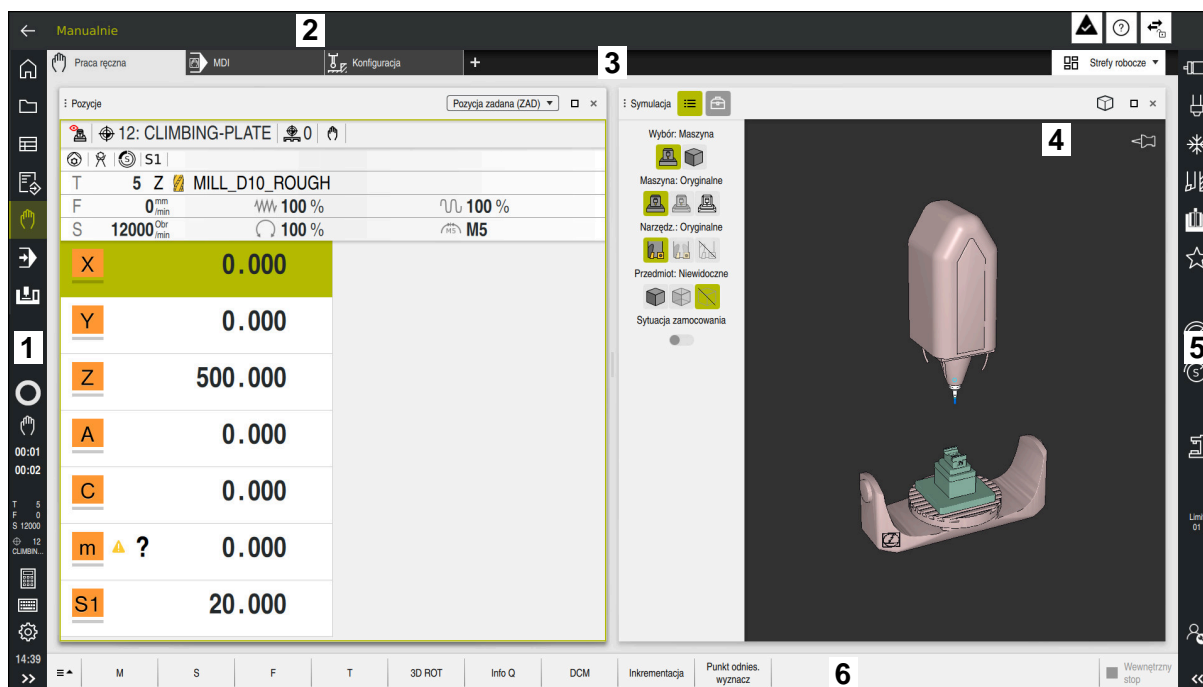 Manualnie
2
Praca ręczna
MDI
Konfiguracja
+
3
Strefy robocze
Pozycje
Pozycja zadana (ZAD)
Symulacja
12: CLIMBING-PLATE
0
S1
T 5 Z MILL_D10_ROUGH
F 0 mm/min 100 % 100 %
S 12000 Obr/min 100 % M5
X 0.000
Y 0.000
Z 500.000
A 0.000
C 0.000
m ? 0.000
S1 20.000
Wybór: Maszyna
Maszyna: Oryginalne
Narzędz.: Oryginalne
Przedmiot: Niewidoczne
Sytuacja zamocowania
4
1
00:01
00:02
T 5
F 0
S 12000
12
CLIMBIN...
14:39
5
Limi
01
M
S
F
T
3D ROT
Info Q
DCM
Inkrementacja
Punkt odnies.
wyznacz
6
Wewnętrzny
stop